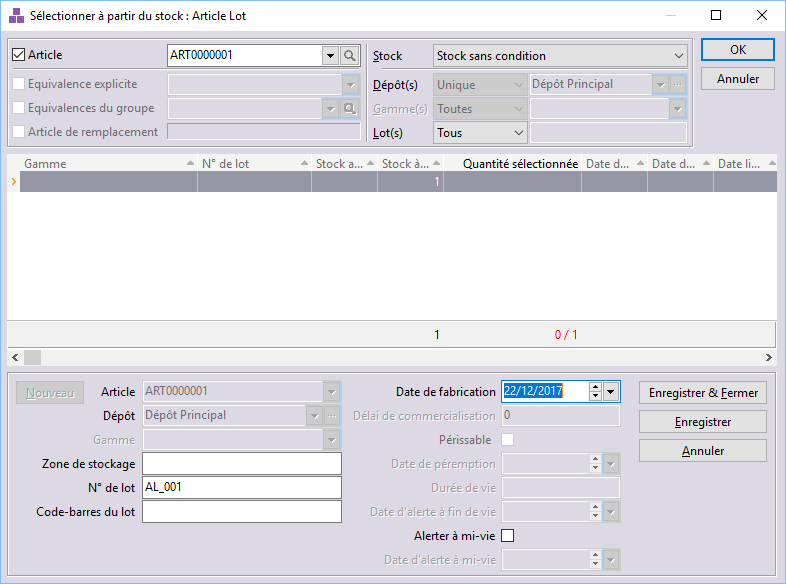 Sélectionner à partir du stock : Article Lot
Article ART0000001 Stock Stock sans condition OK
Equivalence explicite Dépôt(s) Unique Dépôt Principal ... Annuler
Equivalences du groupe Gamme(s) Toutes
Article de remplacement Lot(s) Tous
Gamme N° de lot Stock a... Stock à... Quantité sélectionnée Date d... Date d... Date li...
1
1 0 / 1
Nouveau Article ART0000001 Date de fabrication 22/12/2017 Enregistrer & Fermer
Dépôt Dépôt Principal ... Délai de commercialisation 0 Enregistrer
Gamme Périssable Annuler
Zone de stockage Date de péremption
N° de lot AL_001 Durée de vie
Code-barres du lot Date d'alerte à fin de vie
Alerter à mi-vie
Date d'alerte à mi-vie